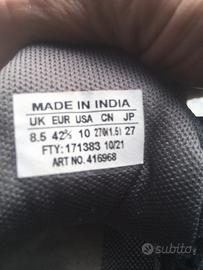 MADE IN INDIA
UK EUR USA CN JP
8.5 42⅔ 10 270(1.5) 27
FTY: 171383 10/21
ART NO. 416968
subito